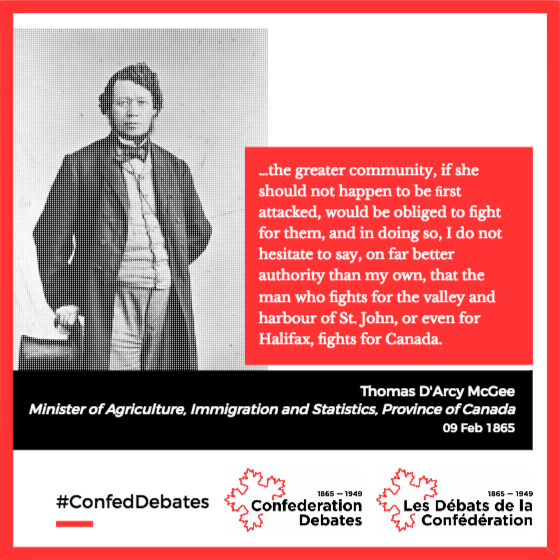 ...the greater community, if she
should not happen to be first
attacked, would be obliged to fight
for them, and in doing so, I do not
hesitate to say, on far better
authority than my own, that the
man who fights for the valley and
harbour of St. John, or even for
Halifax, fights for Canada.
Thomas D'Arcy McGee
Minister of Agriculture, Immigration and Statistics, Province of Canada
09 Feb 1865
#ConfedDebates
1865 — 1949
Confederation
Debates
1865 — 1949
Les Débats de la
Confédération